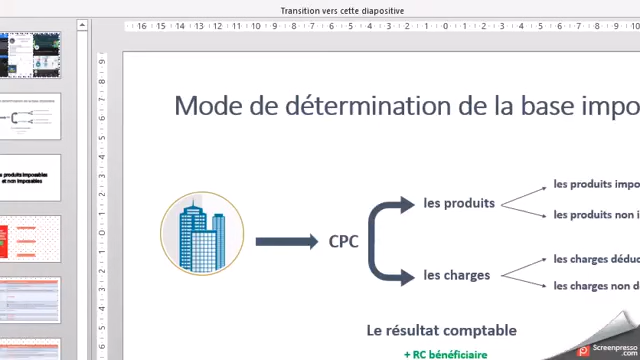 Transition vers cette diapositive
16 15 14 13 12 11 10 9 8 7 6 5 4 3 2 1 0 1 2 3 4 5 6 7 8 9 10
Mode de détermination de la base impo
les produits impo
les produits
les produits non i
CPC
les charges dédu
les charges
les charges non d
Le résultat comptable
+ RC bénéficiaire
Screenpresso
.com
s produits imposables
et non imposables